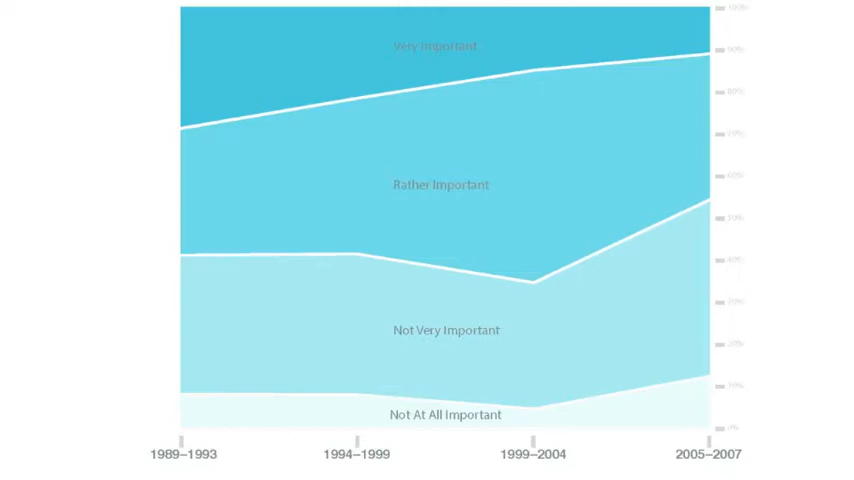 100%
Very Important
90%
80%
70%
Rather Important
60%
50%
40%
30%
Not Very Important
20%
10%
Not At All Important
0%
1989–1993 1994–1999 1999–2004 2005–2007